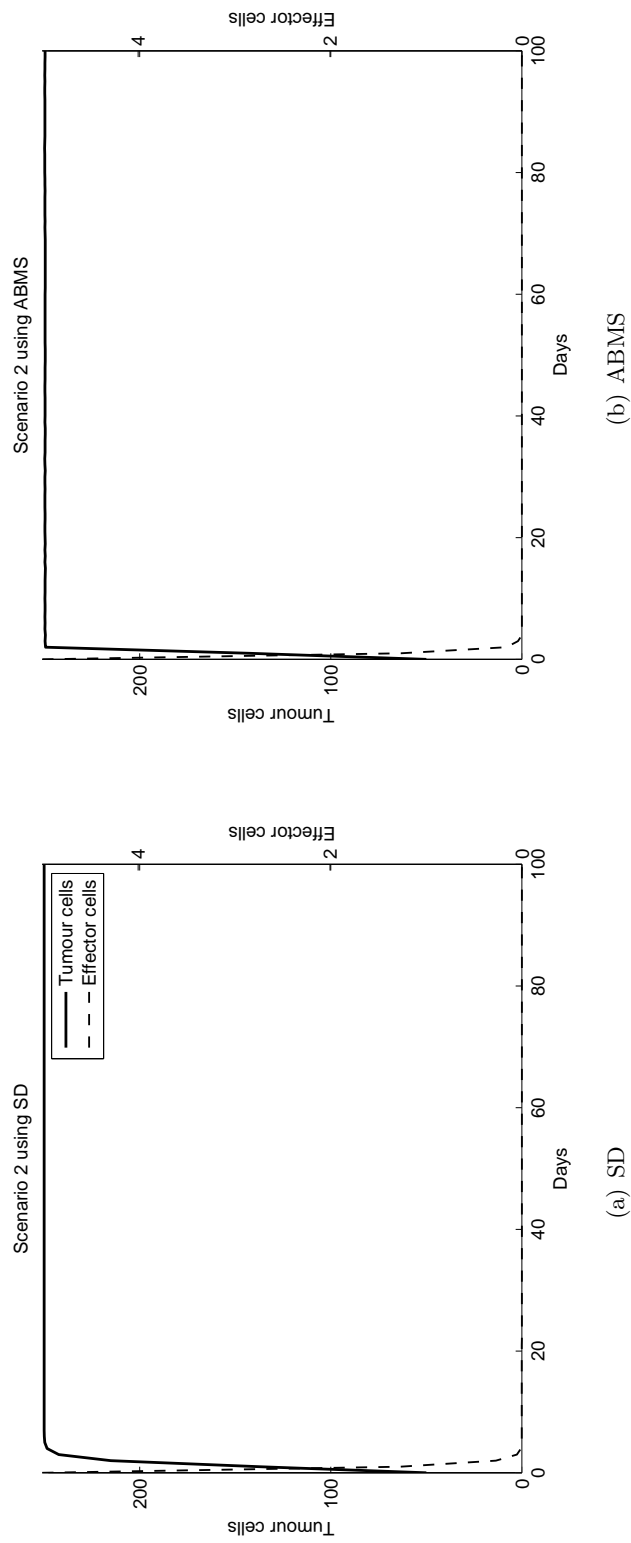 Scenario 2 using SD
Tumour cells
Effector cells
200
100
0
Tumour cells
4
2
0
Effector cells
0
20
40
60
80
100
Days
(a) SD
Scenario 2 using ABMS
200
100
0
Tumour cells
4
2
0
Effector cells
0
20
40
60
80
100
Days
(b) ABMS